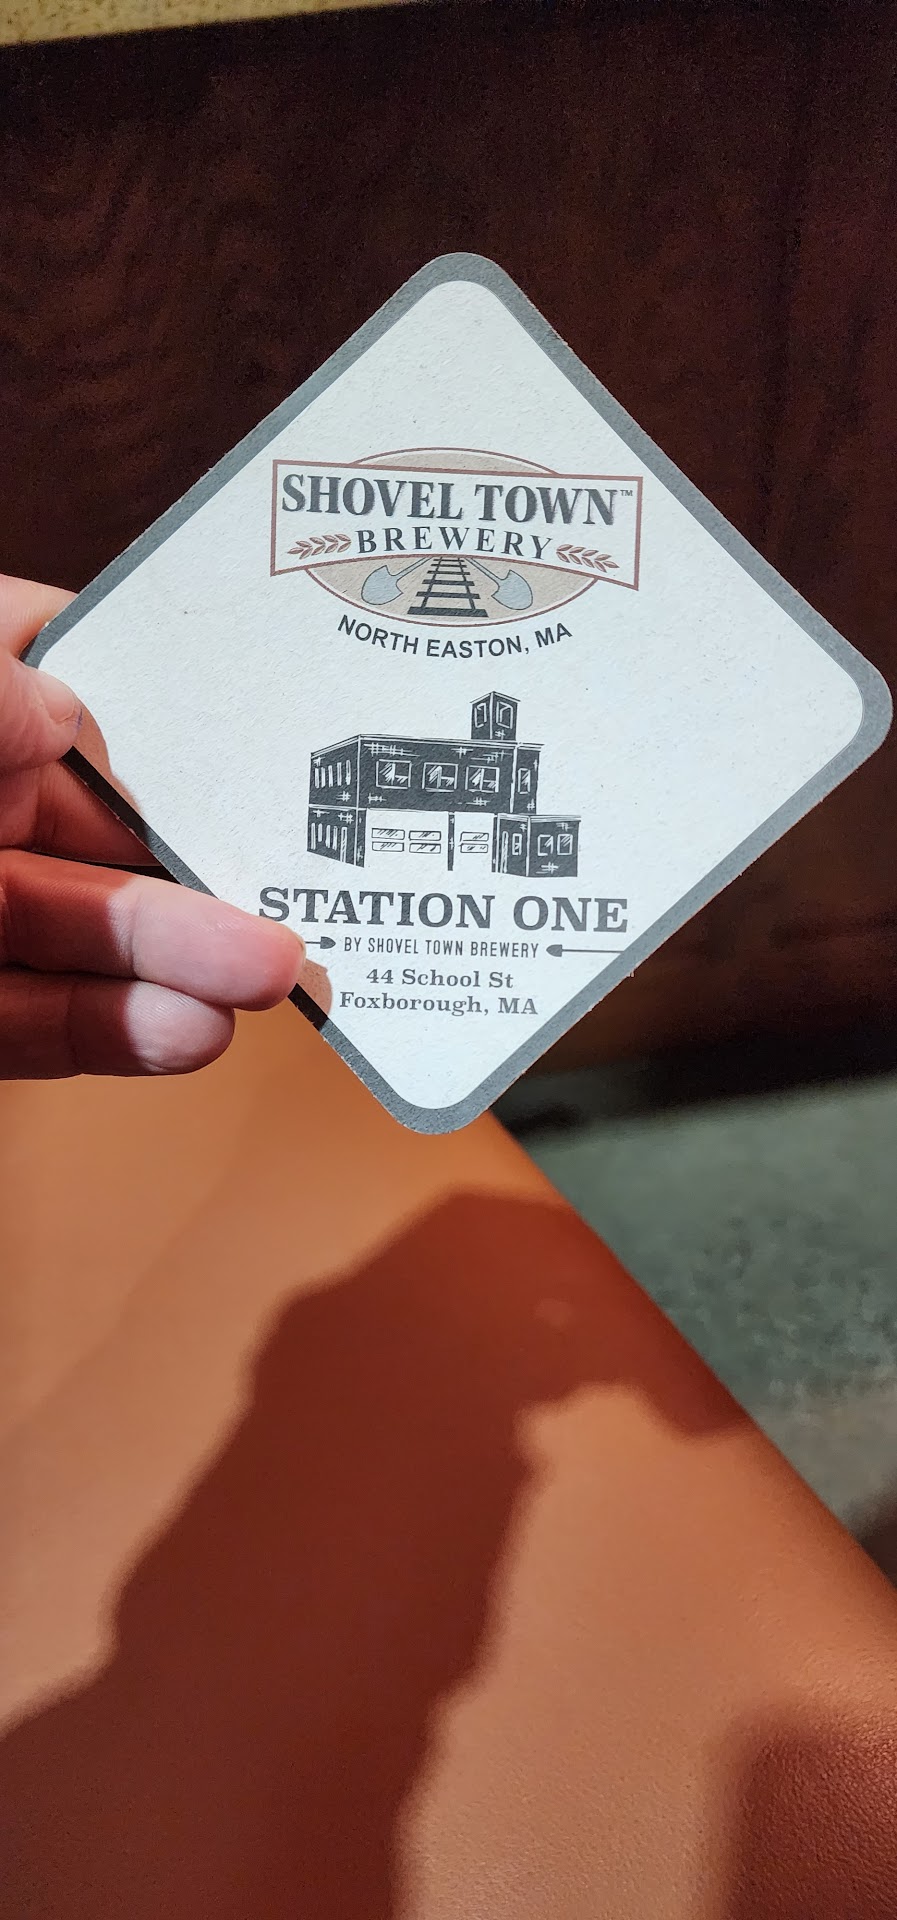 SHOVEL TOWN™
BREWERY
NORTH EASTON, MA
STATION ONE
BY SHOVEL TOWN BREWERY
44 School St
Foxborough, MA